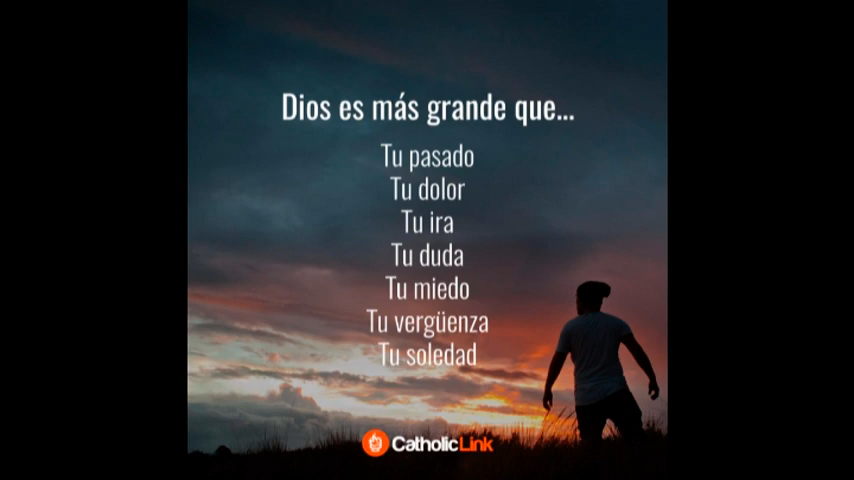 Dios es más grande que...
Tu pasado
Tu dolor
Tu ira
Tu duda
Tu miedo
Tu vergüenza
Tu soledad
CatholicLink